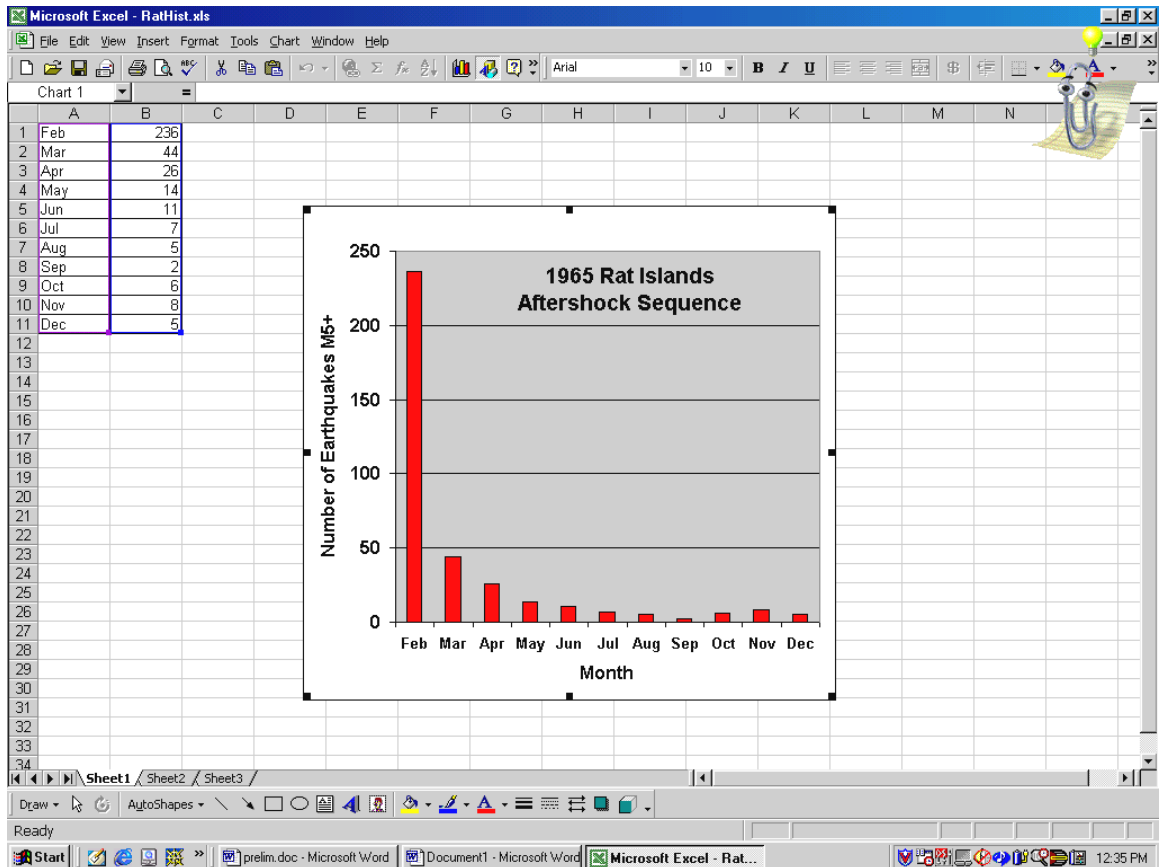 Microsoft Excel - RatHist.xls
File Edit View Insert Format Tools Chart Window Help
Arial 10 B I U $
Chart 1 =
A B C D E F G H I J K L M N
1 Feb 236
2 Mar 44
3 Apr 26
4 May 14
5 Jun 11
6 Jul 7
7 Aug 5
8 Sep 2
9 Oct 6
10 Nov 8
11 Dec 5
12
13
14
15
16
17
18
19
20
21
22
23
24
25
26
27
28
29
30
31
32
33
34
1965 Rat Islands
Aftershock Sequence
Number of Earthquakes M5+
250
200
150
100
50
0
Feb Mar Apr May Jun Jul Aug Sep Oct Nov Dec
Month
Sheet1 Sheet2 Sheet3
Draw AutoShapes
Ready
Start prelim.doc - Microsoft Word Document1 - Microsoft Word Microsoft Excel - Rat... 12:35 PM